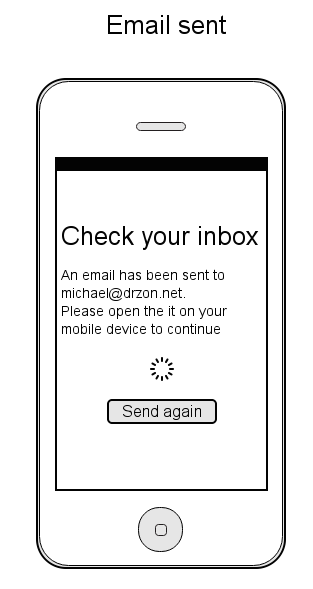 Email sent
Check your inbox
An email has been sent to
michael@drzon.net.
Please open the it on your
mobile device to continue
Send again